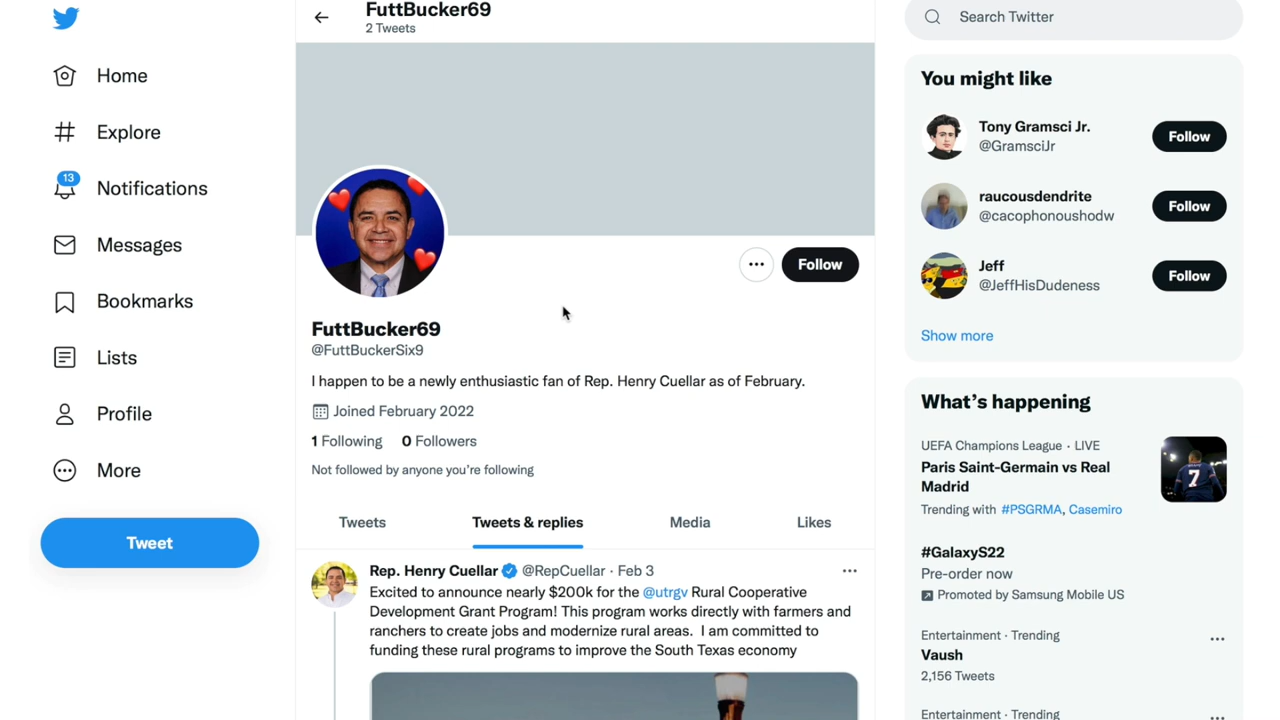 FuttBucker69
2 Tweets
Home
Explore
13
Notifications
Messages
Bookmarks
Lists
Profile
More
Tweet
Follow
FuttBucker69
@FuttBuckerSix9
I happen to be a newly enthusiastic fan of Rep. Henry Cuellar as of February.
Joined February 2022
1 Following 0 Followers
Not followed by anyone you're following
Tweets Tweets & replies Media Likes
Rep. Henry Cuellar @RepCuellar · Feb 3
Excited to announce nearly $200k for the @utrgv Rural Cooperative
Development Grant Program! This program works directly with farmers and
ranchers to create jobs and modernize rural areas. I am committed to
funding these rural programs to improve the South Texas economy
Search Twitter
You might like
Tony Gramsci Jr.
@GramsciJr
Follow
raucousdendrite
@cacophonoushodw
Follow
Jeff
@JeffHisDudeness
Follow
Show more
What's happening
UEFA Champions League · LIVE
Paris Saint-Germain vs Real
Madrid
Trending with #PSGRMA, Casemiro
7
#GalaxyS22
Pre-order now
Promoted by Samsung Mobile US
Entertainment · Trending
Vaush
2,156 Tweets
Entertainment · Trending